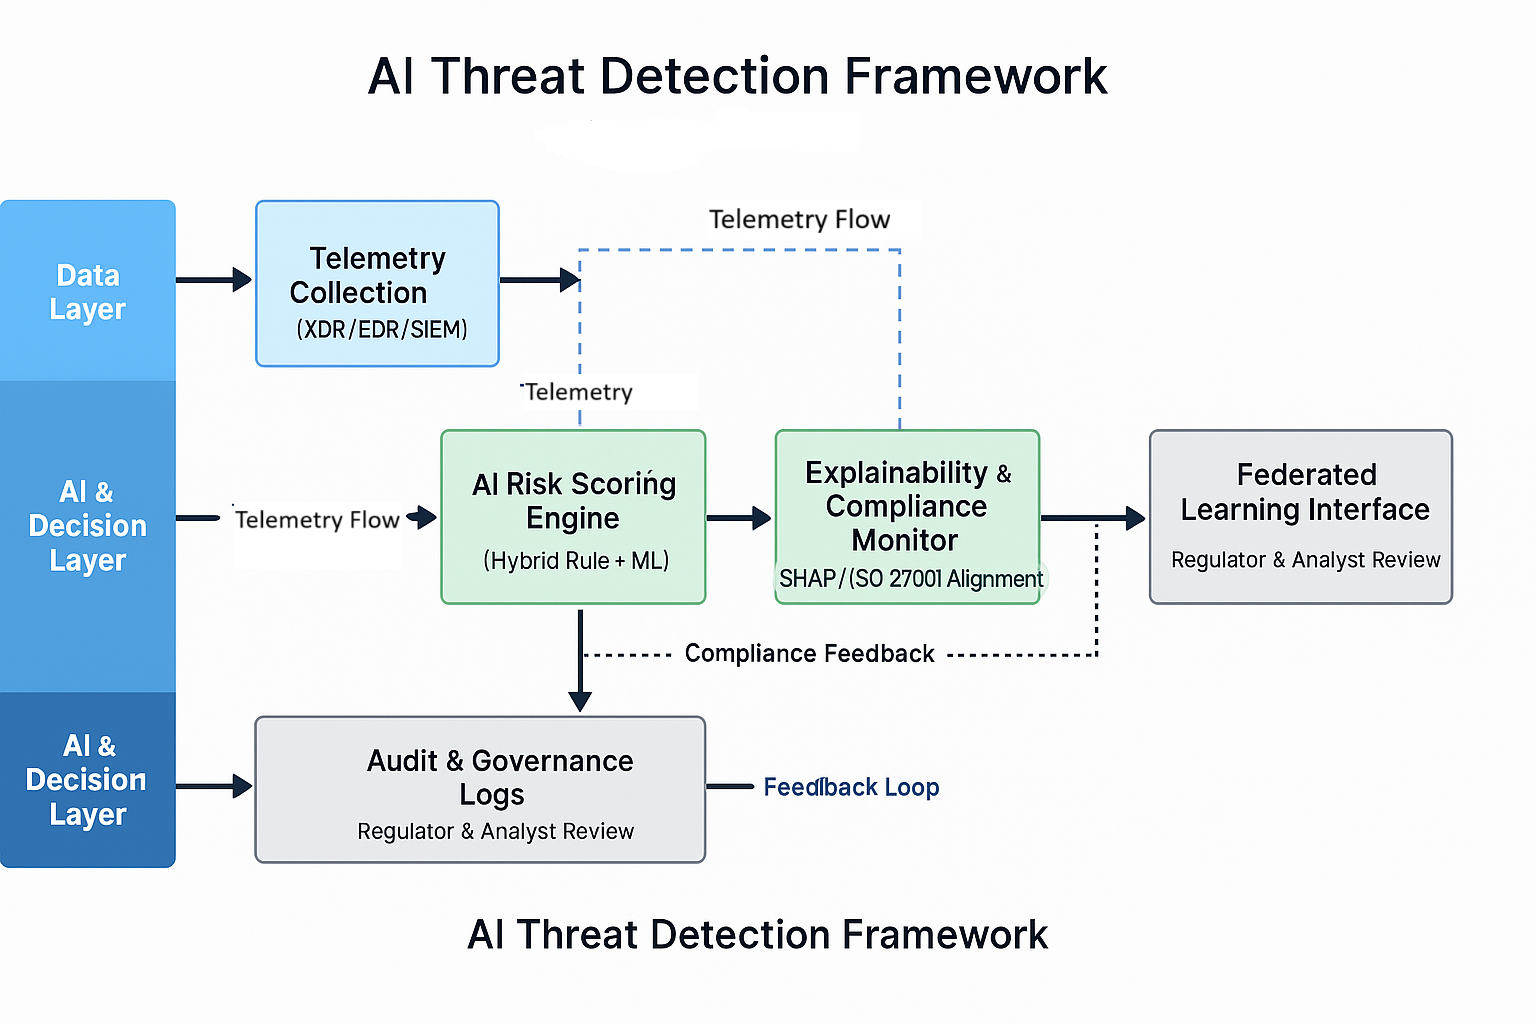 AI Threat Detection Framework
Telemetry Flow
Data
Layer
Telemetry
Collection
(XDR/EDR/SIEM)
Telemetry
AI &
Decision
Layer
Telemetry Flow
AI Risk Scoring
Engine
(Hybrid Rule + ML)
Explainability &
Compliance
Monitor
SHAP/(SO 27001 Alignment
Federated
Learning Interface
Regulator & Analyst Review
Compliance Feedback
AI &
Decision
Layer
Audit & Governance
Logs
Regulator & Analyst Review
Feedback Loop
AI Threat Detection Framework